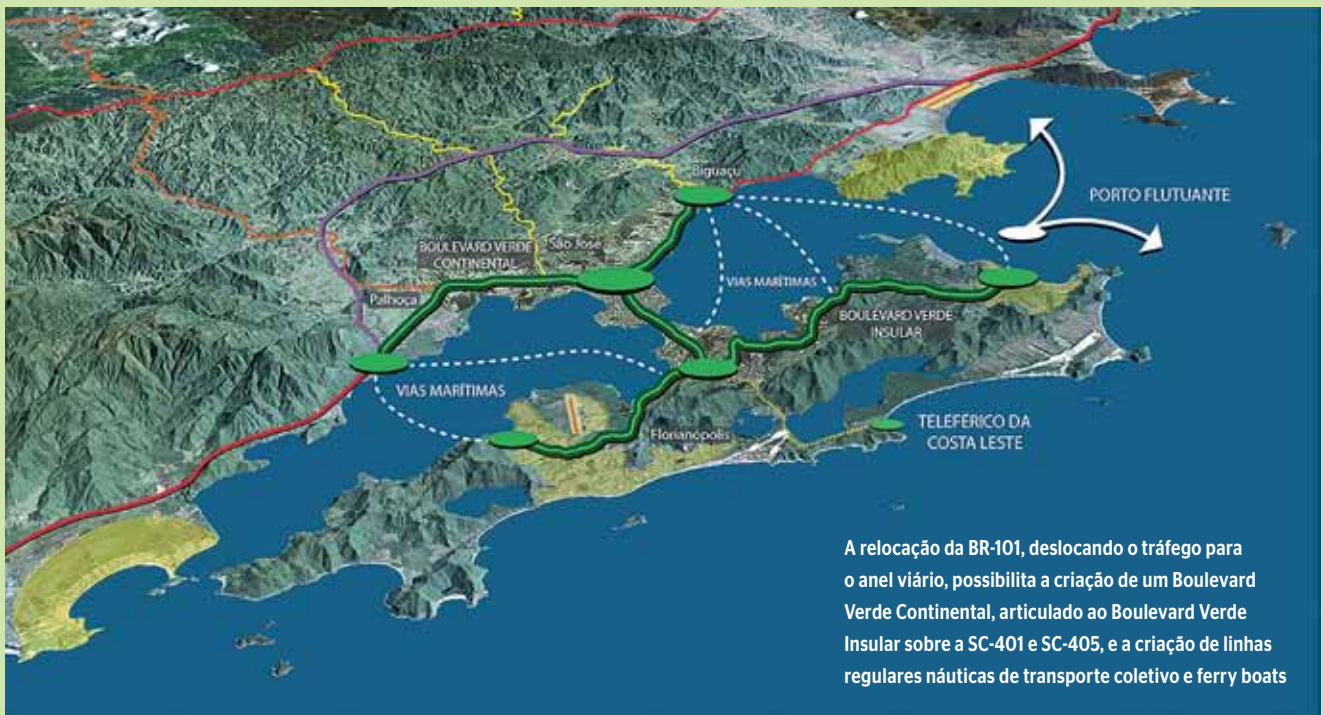 Biguaçu
PORTO FLUTUANTE
BOULEVARD VERDE
CONTINENTAL
São José
VIAS MARÍTIMAS
Palhoça
BOULEVARD VERDE
INSULAR
VIAS MARÍTIMAS
Florianópolis
TELEFÉRICO DA
COSTA LESTE
A relocação da BR-101, deslocando o tráfego para
o anel viário, possibilita a criação de um Boulevard
Verde Continental, articulado ao Boulevard Verde
Insular sobre a SC-401 e SC-405, e a criação de linhas
regulares náuticas de transporte coletivo e ferry boats